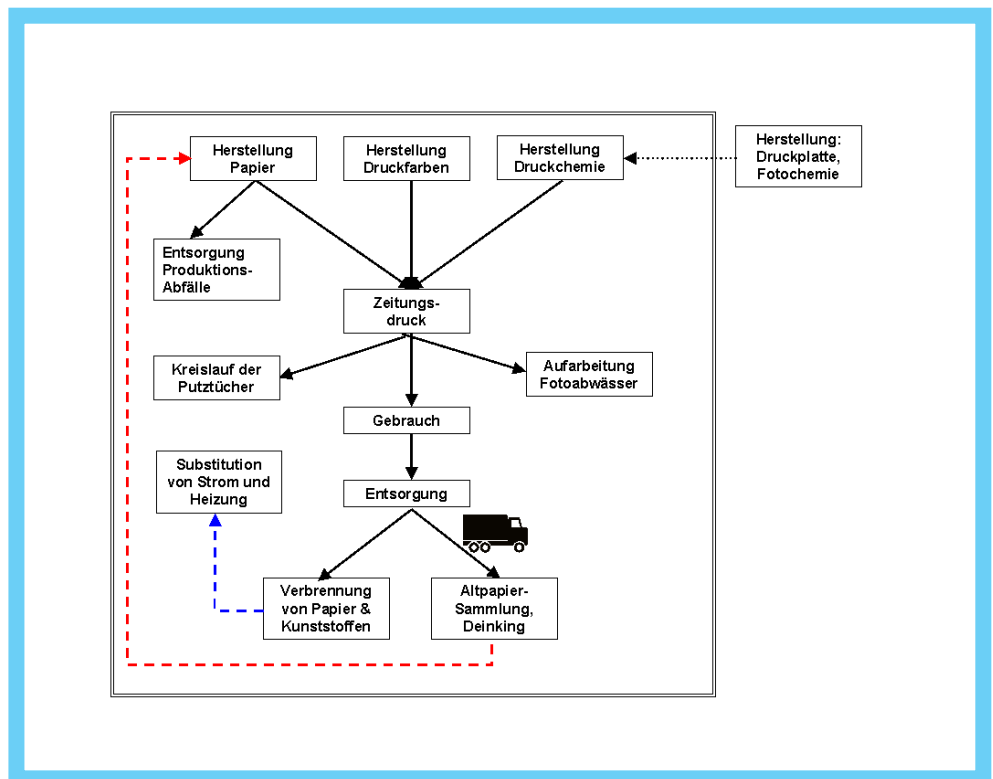 Herstellung
Papier
Herstellung
Druckfarben
Herstellung
Druckchemie
Herstellung:
Druckplatte,
Fotochemie
Entsorgung
Produktions-
Abfälle
Zeitungs-
druck
Kreislauf der
Putztücher
Aufarbeitung
Fotoabwässer
Gebrauch
Substitution
von Strom und
Heizung
Entsorgung
Verbrennung
von Papier &
Kunststoffen
Altpapier-
Sammlung,
Deinking